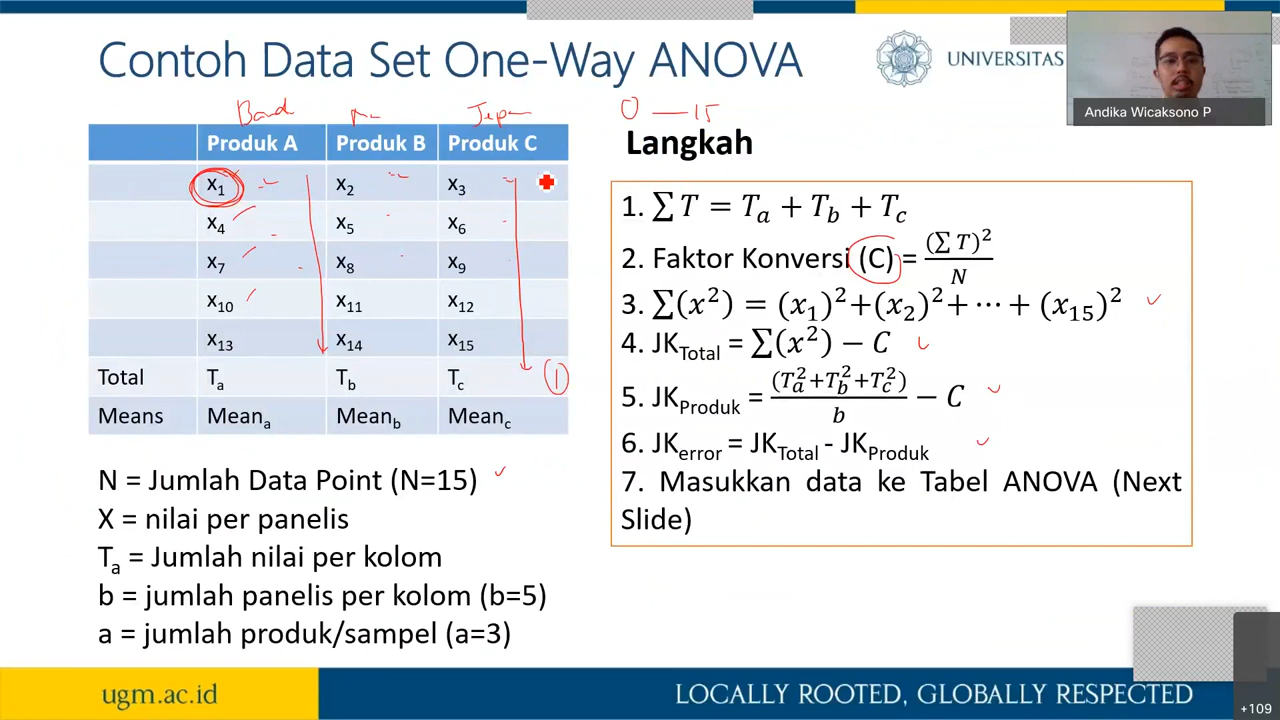 Contoh Data Set One-Way ANOVA
UNIVERSITAS
Andika Wicaksono P
0 — 15
Produk A Produk B Produk C
x1 x2 x3
x4 x5 x6
x7 x8 x9
x10 x11 x12
x13 x14 x15
Total Ta Tb Tc
①
Means Meana Meanb Meanc
N = Jumlah Data Point (N=15)
X = nilai per panelis
Ta = Jumlah nilai per kolom
b = jumlah panelis per kolom (b=5)
a = jumlah produk/sampel (a=3)
Langkah
1. ∑ T = Ta + Tb + Tc
2. Faktor Konversi (C) = (∑ T)² / N
3. ∑(x²) = (x1)²+(x2)²+ ⋯ + (x15)²
4. JKTotal = ∑(x²) − C
5. JKProduk = (Ta²+Tb²+Tc²) / b − C
6. JKerror = JKTotal - JKProduk
7. Masukkan data ke Tabel ANOVA (Next
Slide)
ugm.ac.id
LOCALLY ROOTED, GLOBALLY RESPECTED
+109